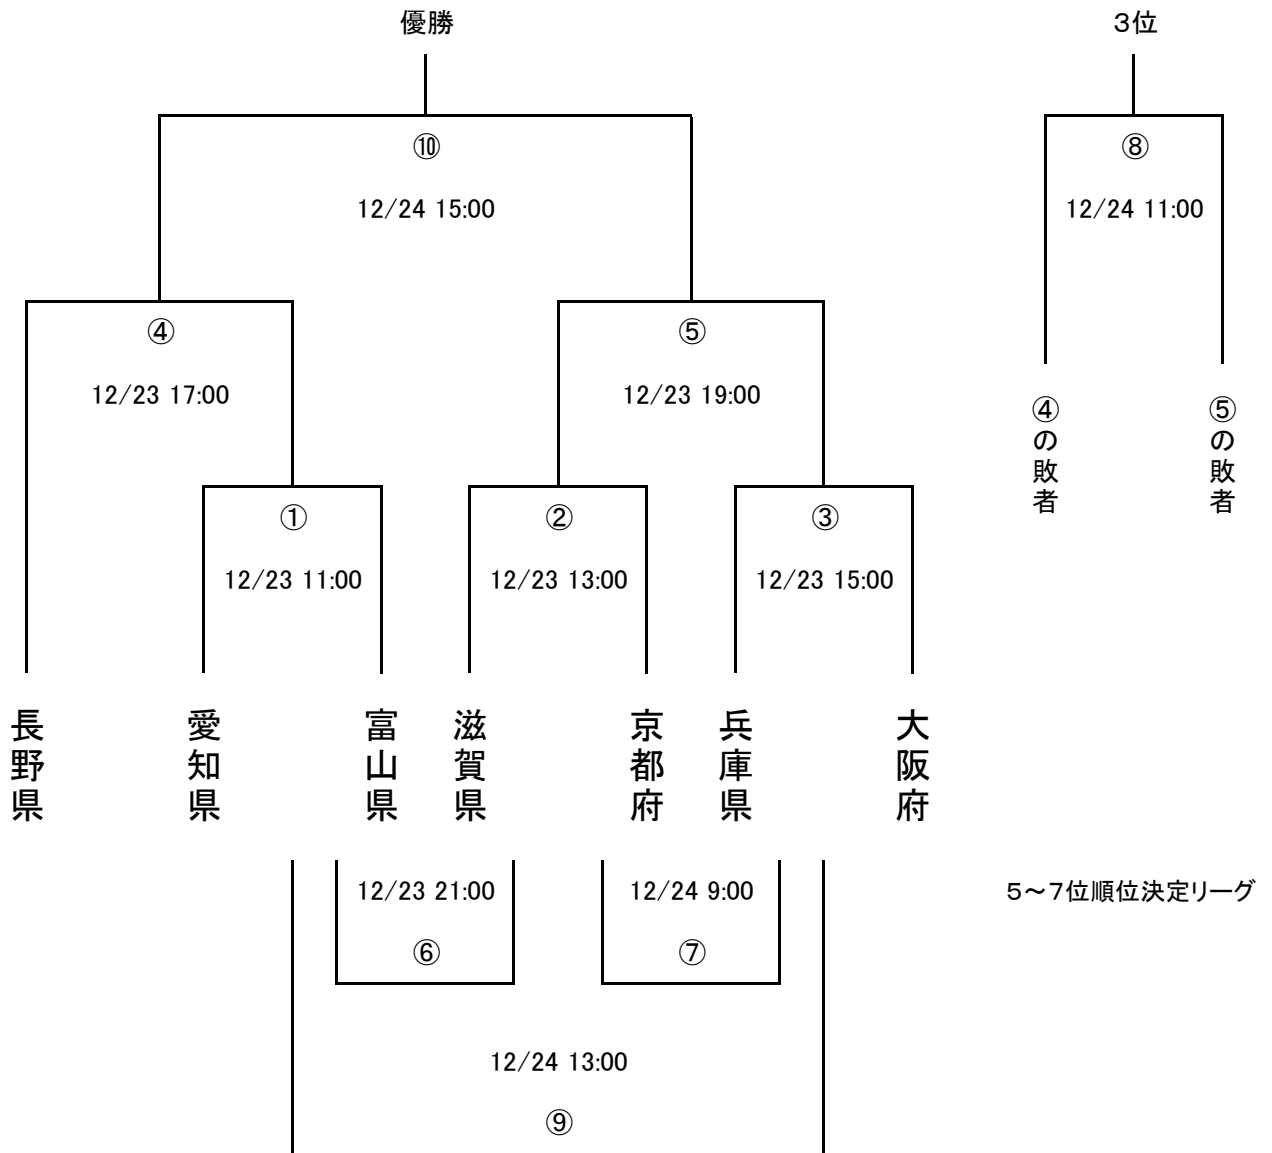 優勝
3位
⑩
⑧
12/24 15:00
12/24 11:00
④
⑤
12/23 17:00
12/23 19:00
④の敗者
⑤の敗者
①
②
③
12/23 11:00
12/23 13:00
12/23 15:00
長野県
愛知県
富山県
滋賀県
京都府
兵庫県
大阪府
12/23 21:00
12/24 9:00
5～7位順位決定リーグ
⑥
⑦
12/24 13:00
⑨